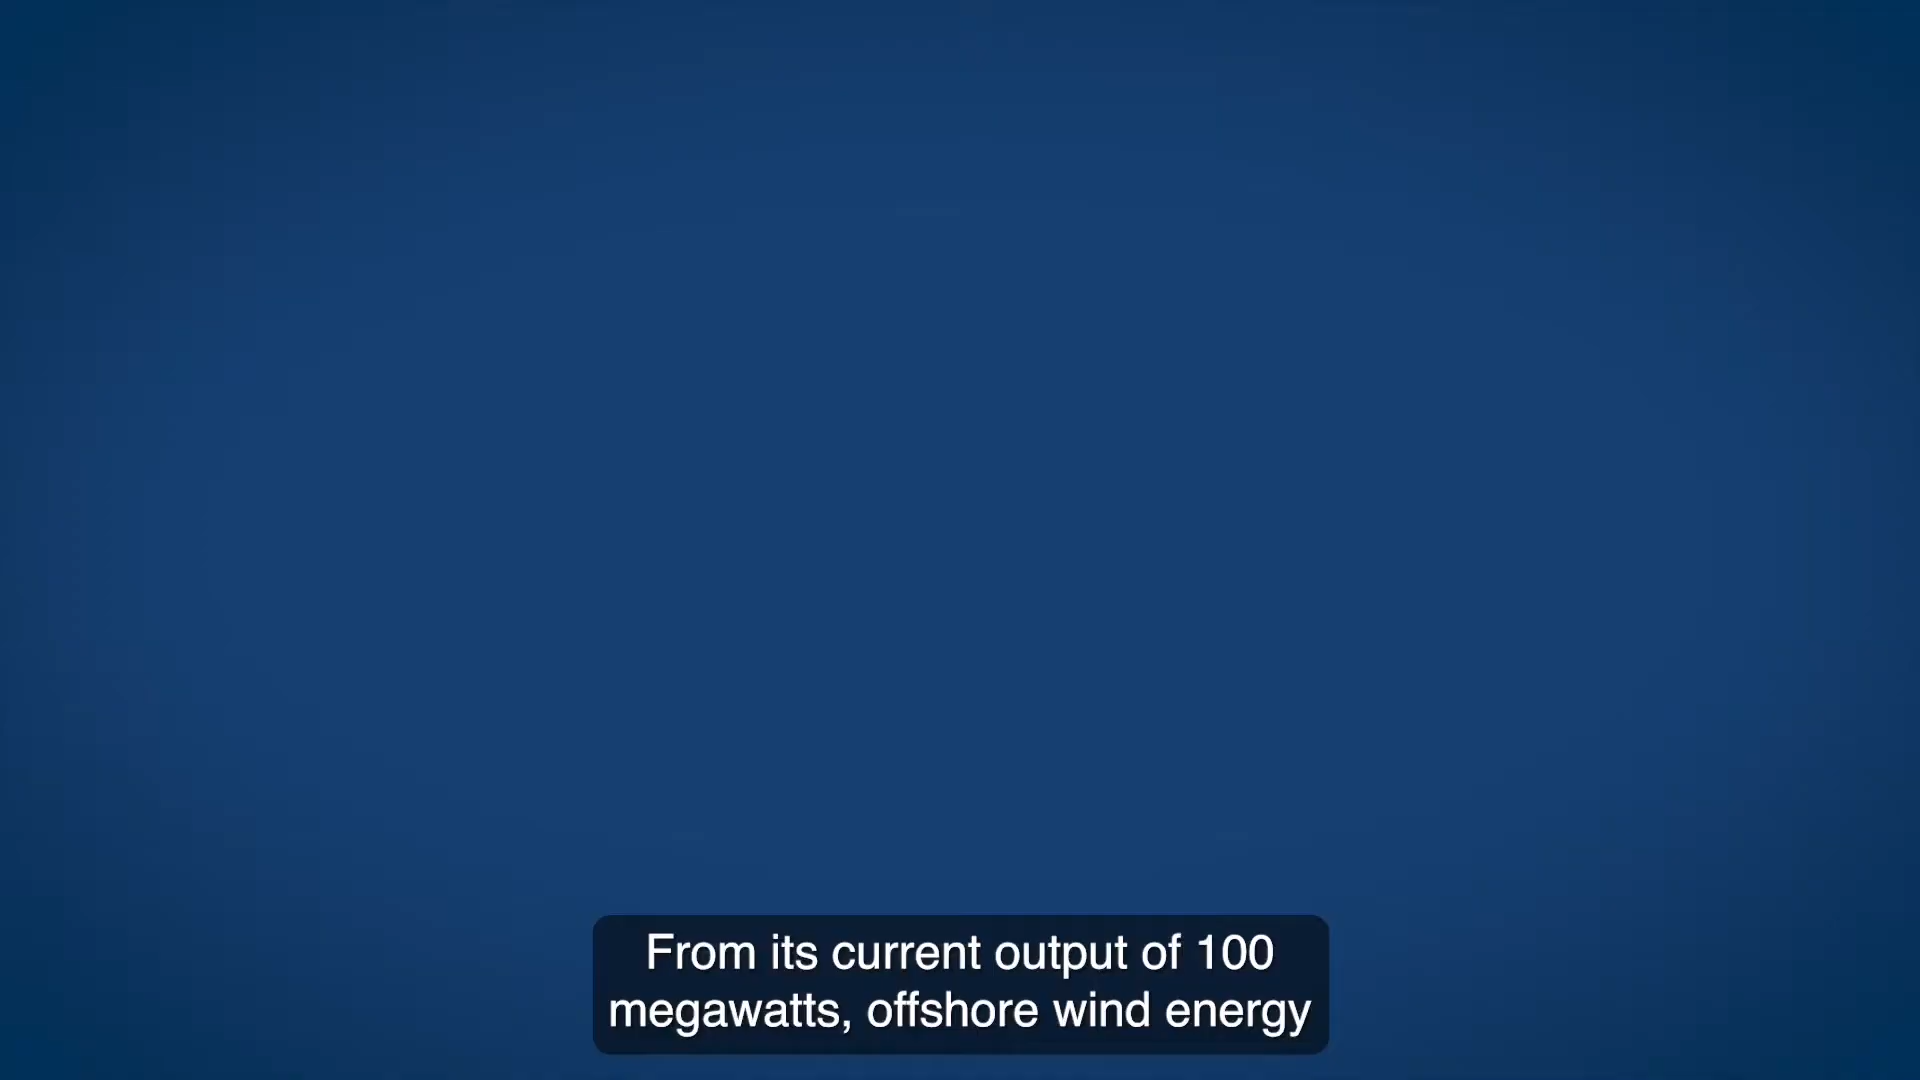 From its current output of 100
megawatts, offshore wind energy